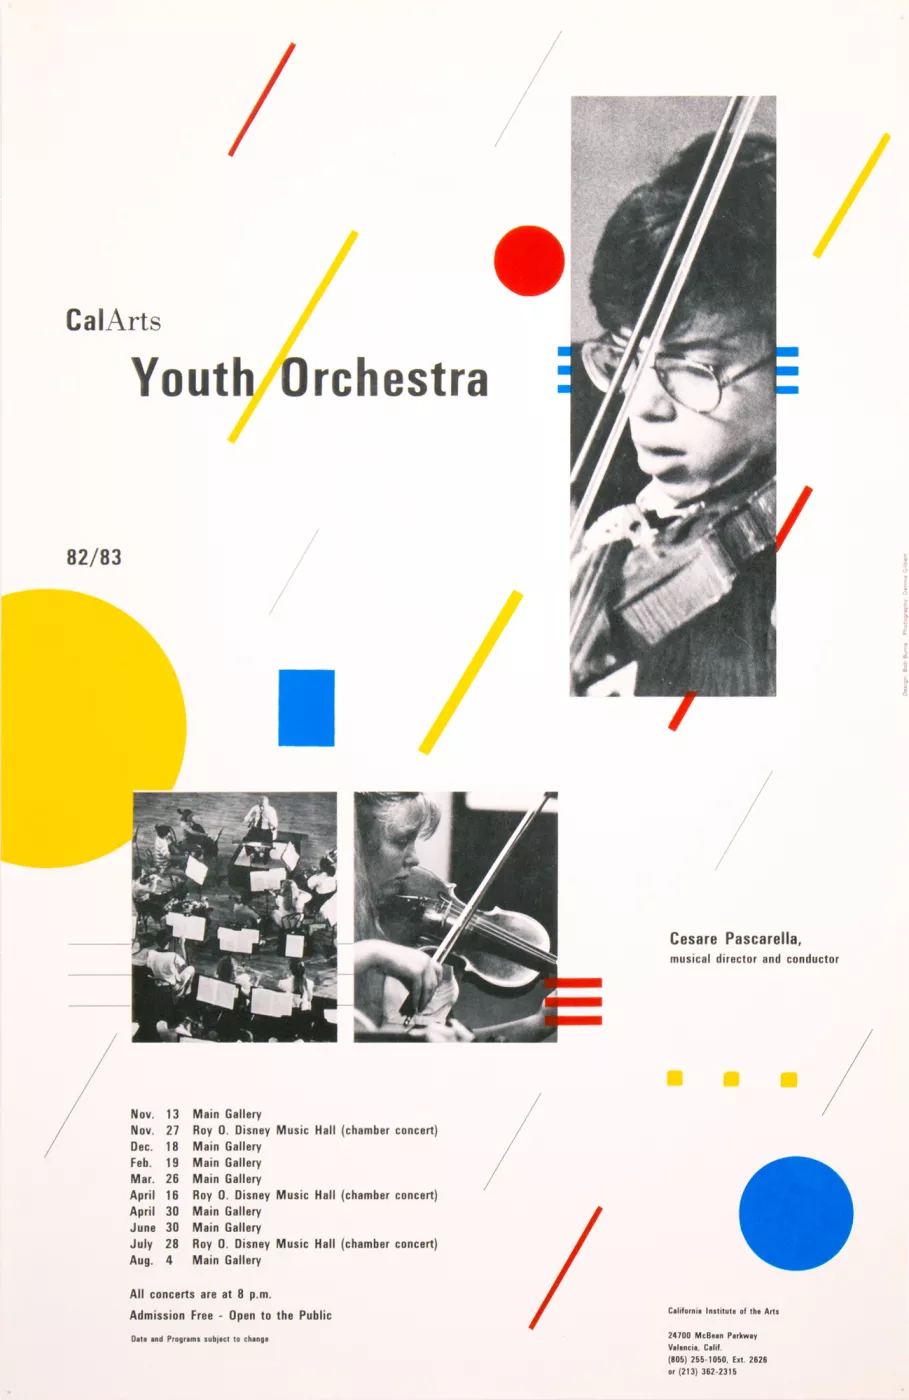 CalArts
Youth Orchestra
82/83
Design: Bob Burns Photography: Dennis Gilbert
Cesare Pascarella,
musical director and conductor
Nov. 13 Main Gallery
Nov. 27 Roy O. Disney Music Hall (chamber concert)
Dec. 18 Main Gallery
Feb. 19 Main Gallery
Mar. 26 Main Gallery
April 16 Roy O. Disney Music Hall (chamber concert)
April 30 Main Gallery
June 30 Main Gallery
July 28 Roy O. Disney Music Hall (chamber concert)
Aug. 4 Main Gallery
All concerts are at 8 p.m.
Admission Free - Open to the Public
Date and Programs subject to change
California Institute of the Arts
24700 McBean Parkway
Valencia, Calif.
(805) 255-1050, Ext. 2626
or (213) 362-2315